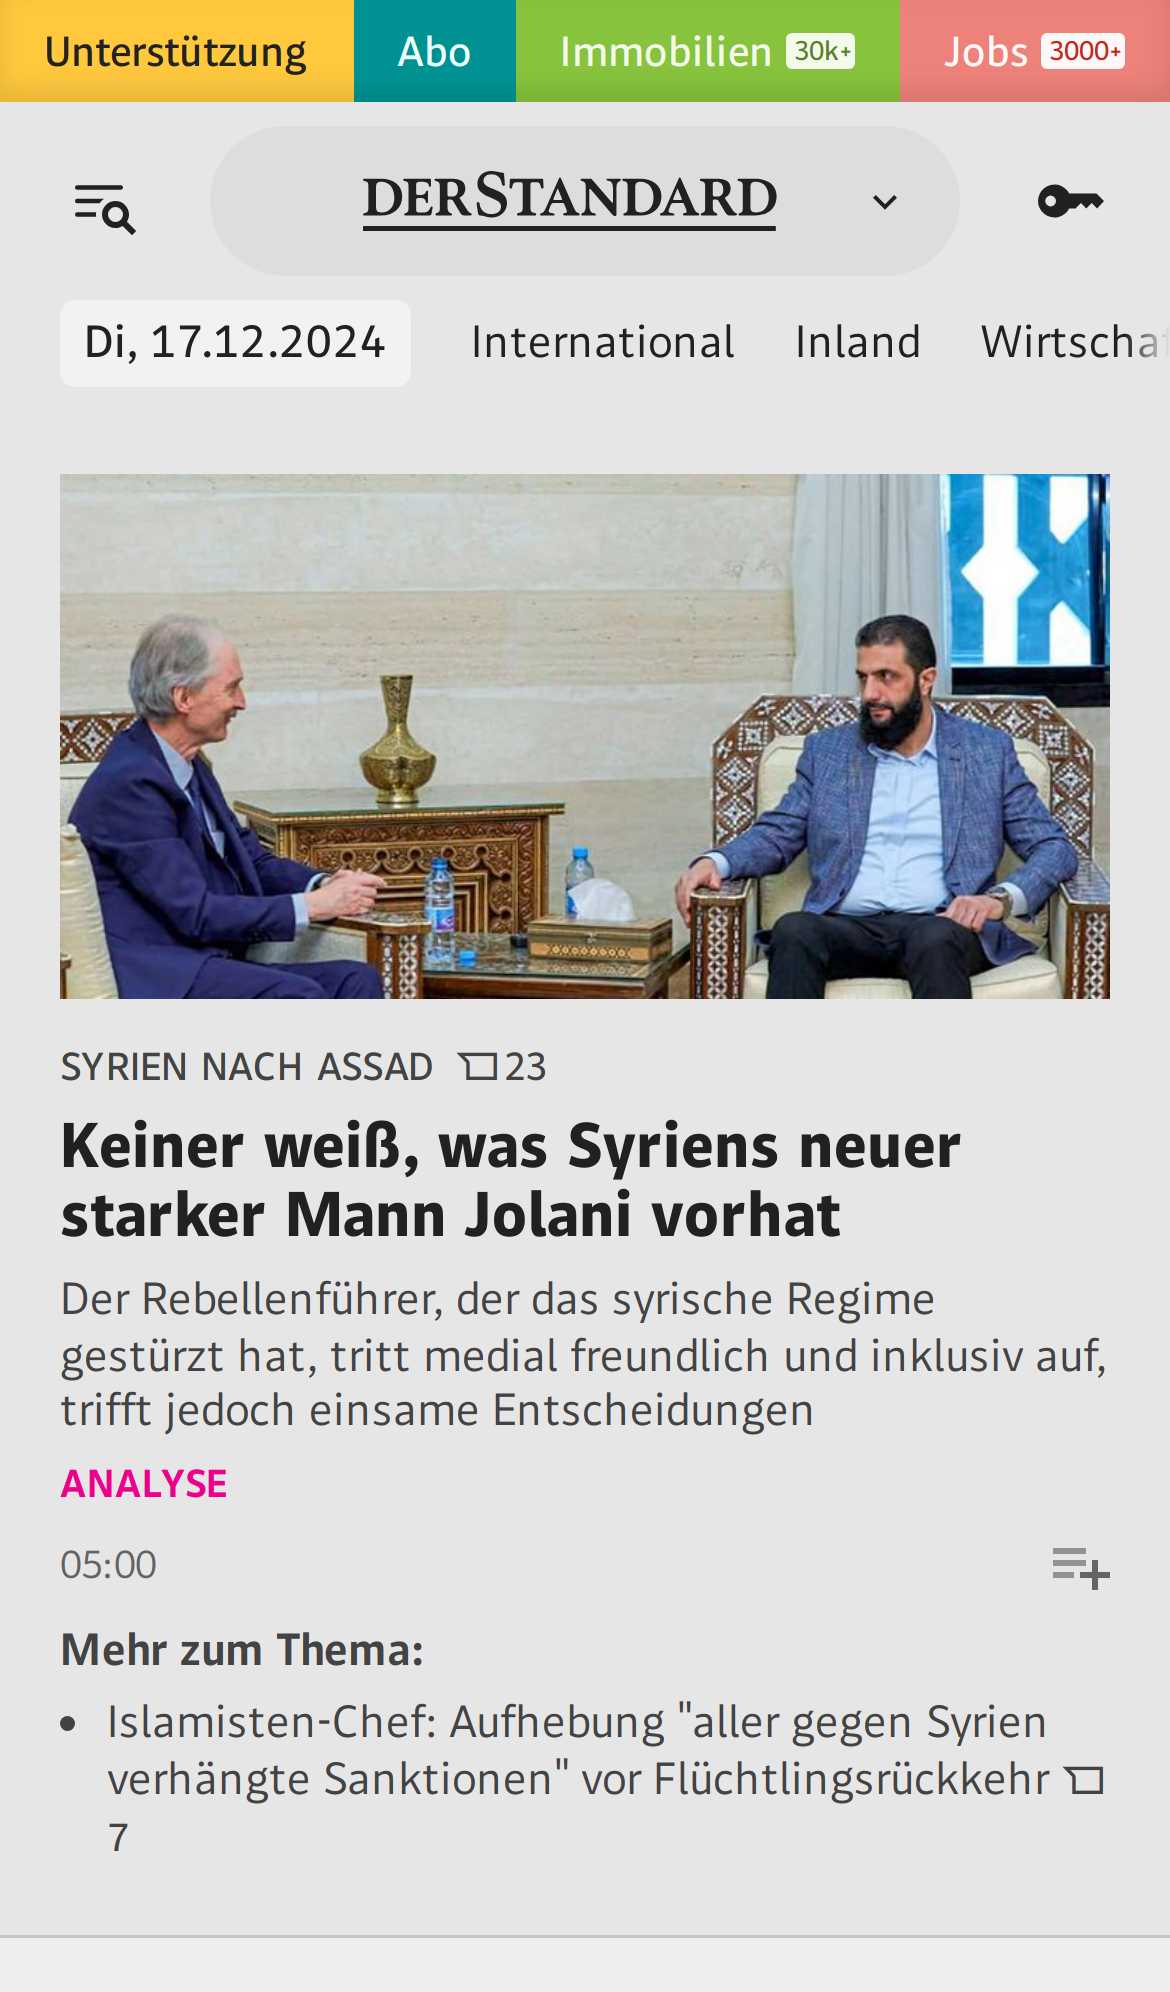 Unterstützung Abo Immobilien 30k+ Jobs 3000+
DERSTANDARD
Di, 17.12.2024 International Inland Wirtscha
SYRIEN NACH ASSAD 23
Keiner weiß, was Syriens neuer
starker Mann Jolani vorhat
Der Rebellenführer, der das syrische Regime
gestürzt hat, tritt medial freundlich und inklusiv auf,
trifft jedoch einsame Entscheidungen
ANALYSE
05:00
Mehr zum Thema:
• Islamisten-Chef: Aufhebung "aller gegen Syrien
verhängte Sanktionen" vor Flüchtlingsrückkehr
7